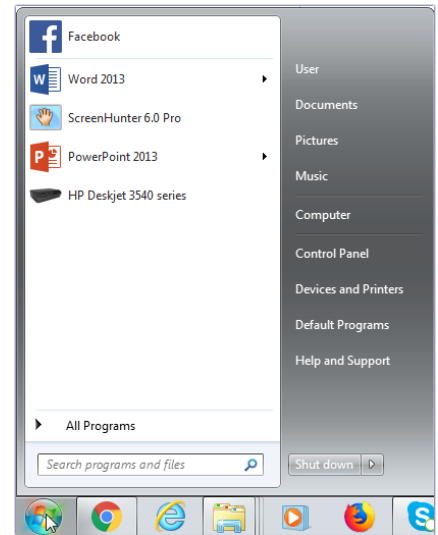 Facebook
Word 2013
ScreenHunter 6.0 Pro
PowerPoint 2013
HP Deskjet 3540 series
All Programs
Search programs and files
User
Documents
Pictures
Music
Computer
Control Panel
Devices and Printers
Default Programs
Help and Support
Shut down